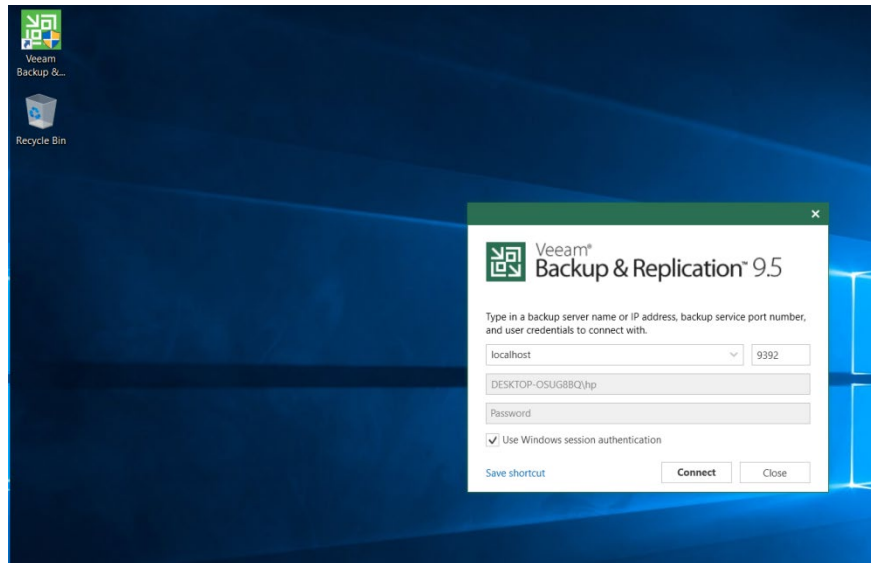 Veeam
Backup &...
Recycle Bin
Veeam®
Backup & Replication™ 9.5
Type in a backup server name or IP address, backup service port number,
and user credentials to connect with.
localhost 9392
DESKTOP-OSUG8BQ\hp
Password
Use Windows session authentication
Save shortcut Connect Close